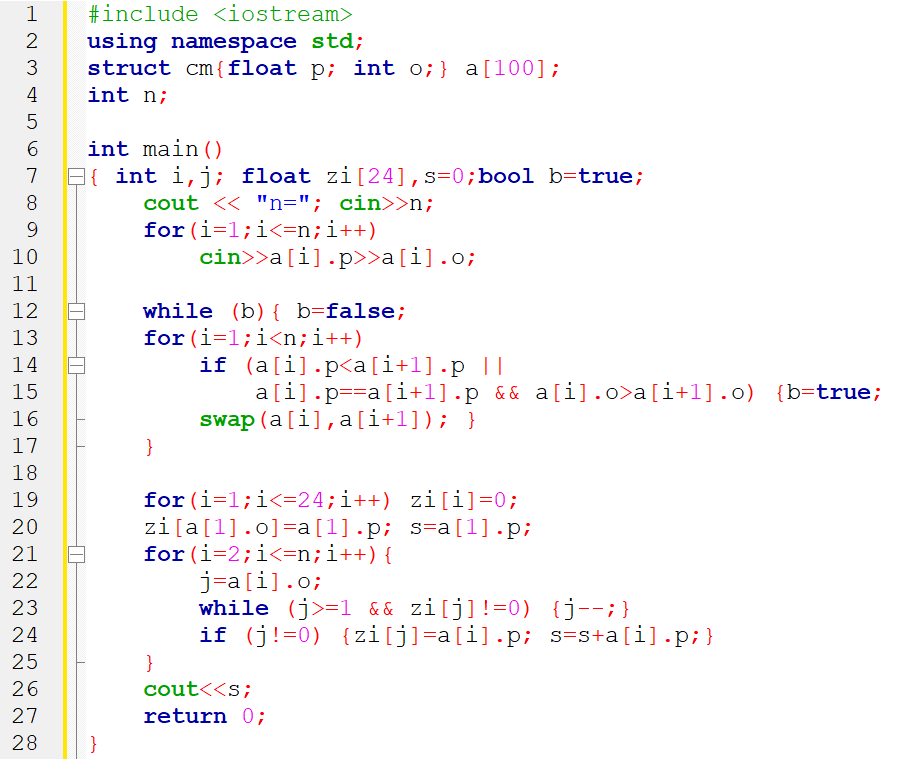 1 #include <iostream>
2 using namespace std;
3 struct cm{float p; int o;} a[100];
4 int n;
5
6 int main()
7 { int i,j; float zi[24],s=0;bool b=true;
8 cout << "n="; cin>>n;
9 for(i=1;i<=n;i++)
10 cin>>a[i].p>>a[i].o;
11
12 while (b){ b=false;
13 for(i=1;i<n;i++)
14 if (a[i].p<a[i+1].p ||
15 a[i].p==a[i+1].p && a[i].o>a[i+1].o) {b=true;
16 swap(a[i],a[i+1]); }
17 }
18
19 for(i=1;i<=24;i++) zi[i]=0;
20 zi[a[1].o]=a[1].p; s=a[1].p;
21 for(i=2;i<=n;i++){
22 j=a[i].o;
23 while (j>=1 && zi[j]!=0) {j--;}
24 if (j!=0) {zi[j]=a[i].p; s=s+a[i].p;}
25 }
26 cout<<s;
27 return 0;
28 }